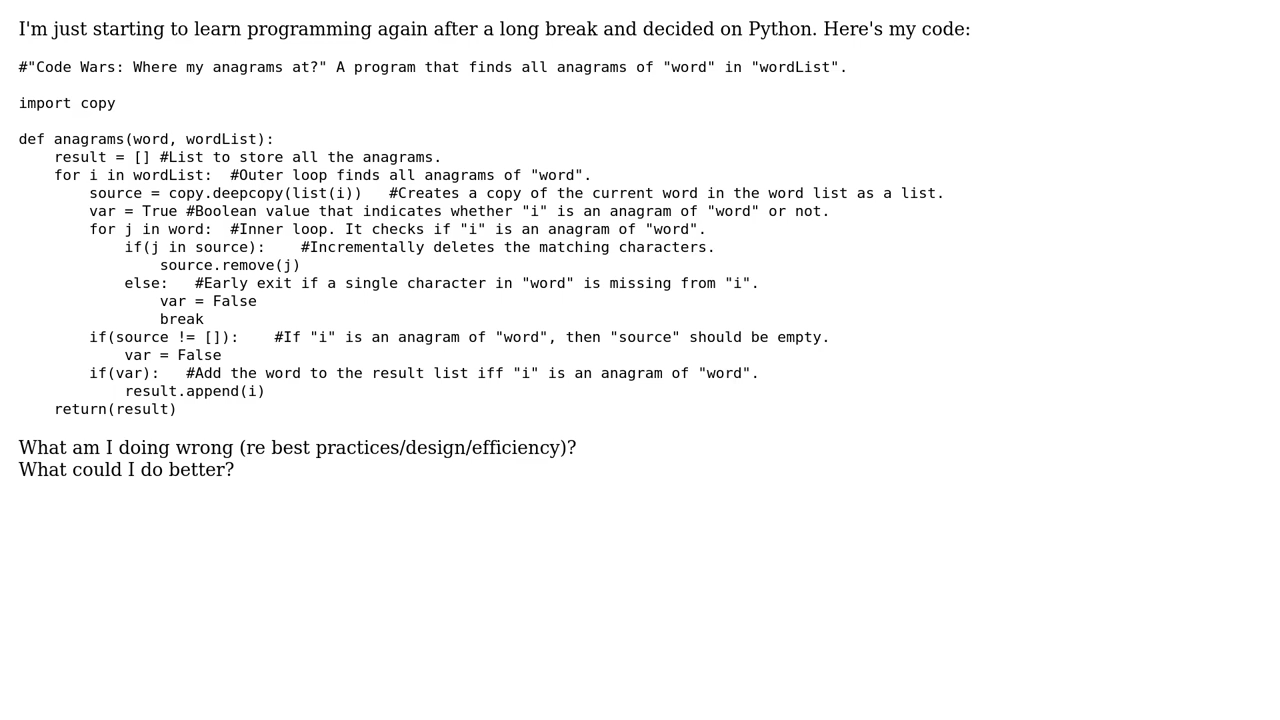 I'm just starting to learn programming again after a long break and decided on Python. Here's my code:
#"Code Wars: Where my anagrams at?" A program that finds all anagrams of "word" in "wordList".
import copy
def anagrams(word, wordList):
    result = [] #List to store all the anagrams.
    for i in wordList:  #Outer loop finds all anagrams of "word".
        source = copy.deepcopy(list(i))   #Creates a copy of the current word in the word list as a list.
        var = True #Boolean value that indicates whether "i" is an anagram of "word" or not.
        for j in word:  #Inner loop. It checks if "i" is an anagram of "word".
            if(j in source):    #Incrementally deletes the matching characters.
                source.remove(j)
            else:   #Early exit if a single character in "word" is missing from "i".
                var = False
                break
        if(source != []):    #If "i" is an anagram of "word", then "source" should be empty.
            var = False
        if(var):   #Add the word to the result list iff "i" is an anagram of "word".
            result.append(i)
    return(result)
What am I doing wrong (re best practices/design/efficiency)?
What could I do better?